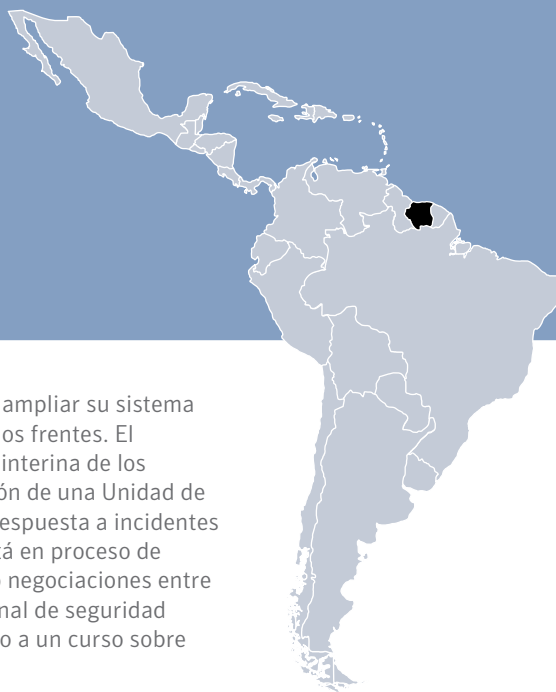 ampliar su sistema
os frentes. El
interina de los
ón de una Unidad de
espuesta a incidentes
tá en proceso de
o negociaciones entre
nal de seguridad
o a un curso sobre